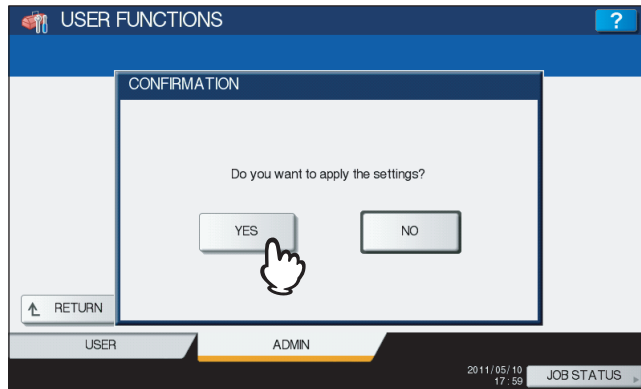 USER FUNCTIONS
?
CONFIRMATION
Do you want to apply the settings?
YES
NO
RETURN
USER
ADMIN
2011/05/10
17:59
JOB STATUS